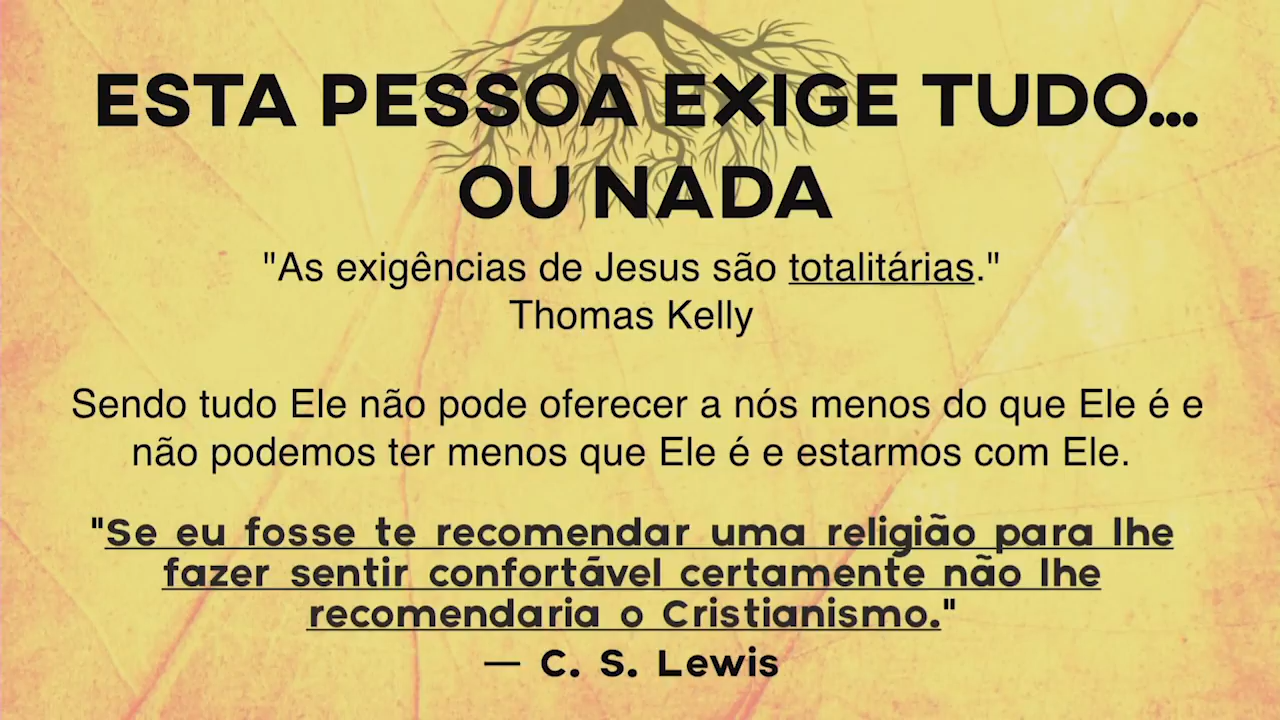 ESTA PESSOA EXIGE TUDO...
OU NADA
"As exigências de Jesus são totalitárias."
Thomas Kelly
Sendo tudo Ele não pode oferecer a nós menos do que Ele é e
não podemos ter menos que Ele é e estarmos com Ele.
"Se eu fosse te recomendar uma religião para lhe
fazer sentir confortável certamente não lhe
recomendaria o Cristianismo."
— C. S. Lewis